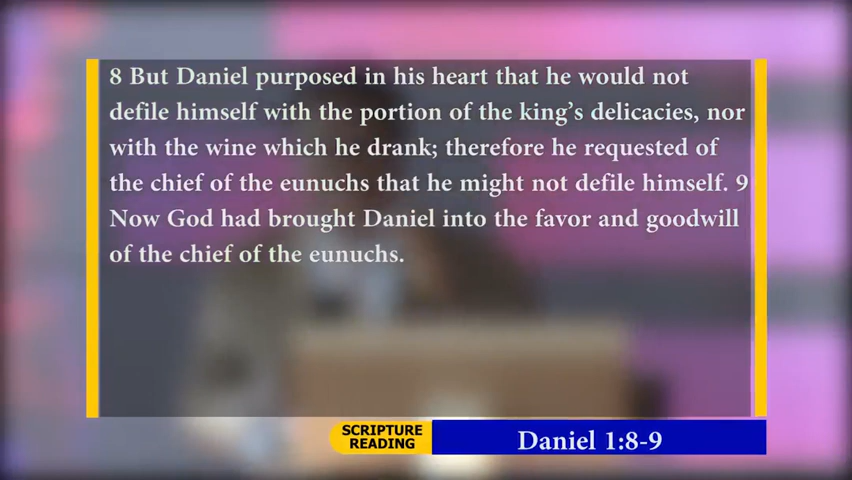 8 But Daniel purposed in his heart that he would not
defile himself with the portion of the king’s delicacies, nor
with the wine which he drank; therefore he requested of
the chief of the eunuchs that he might not defile himself. 9
Now God had brought Daniel into the favor and goodwill
of the chief of the eunuchs.
SCRIPTURE
READING
Daniel 1:8-9